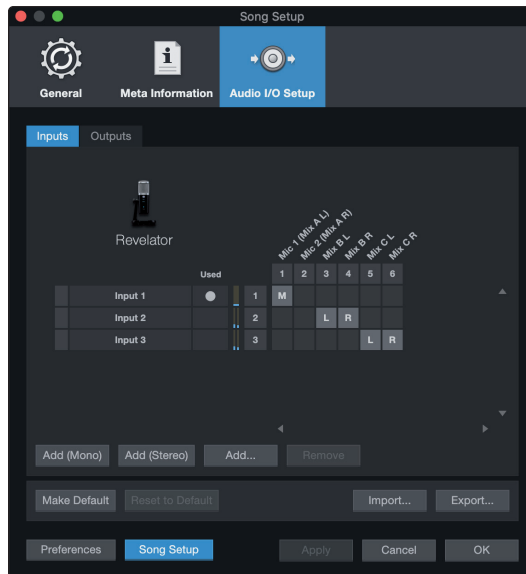 Song Setup
General
Meta Information
Audio I/O Setup
Inputs
Outputs
Revelator
Mic 1 (Mix A L)
Mic 2 (Mix A R)
Mix B L
Mix B R
Mix C L
Mix C R
Used
1 2 3 4 5 6
Input 1 1 M
Input 2 2 L R
Input 3 3 L R
Add (Mono) Add (Stereo) Add... Remove
Make Default Reset to Default Import... Export...
Preferences Song Setup Apply Cancel OK